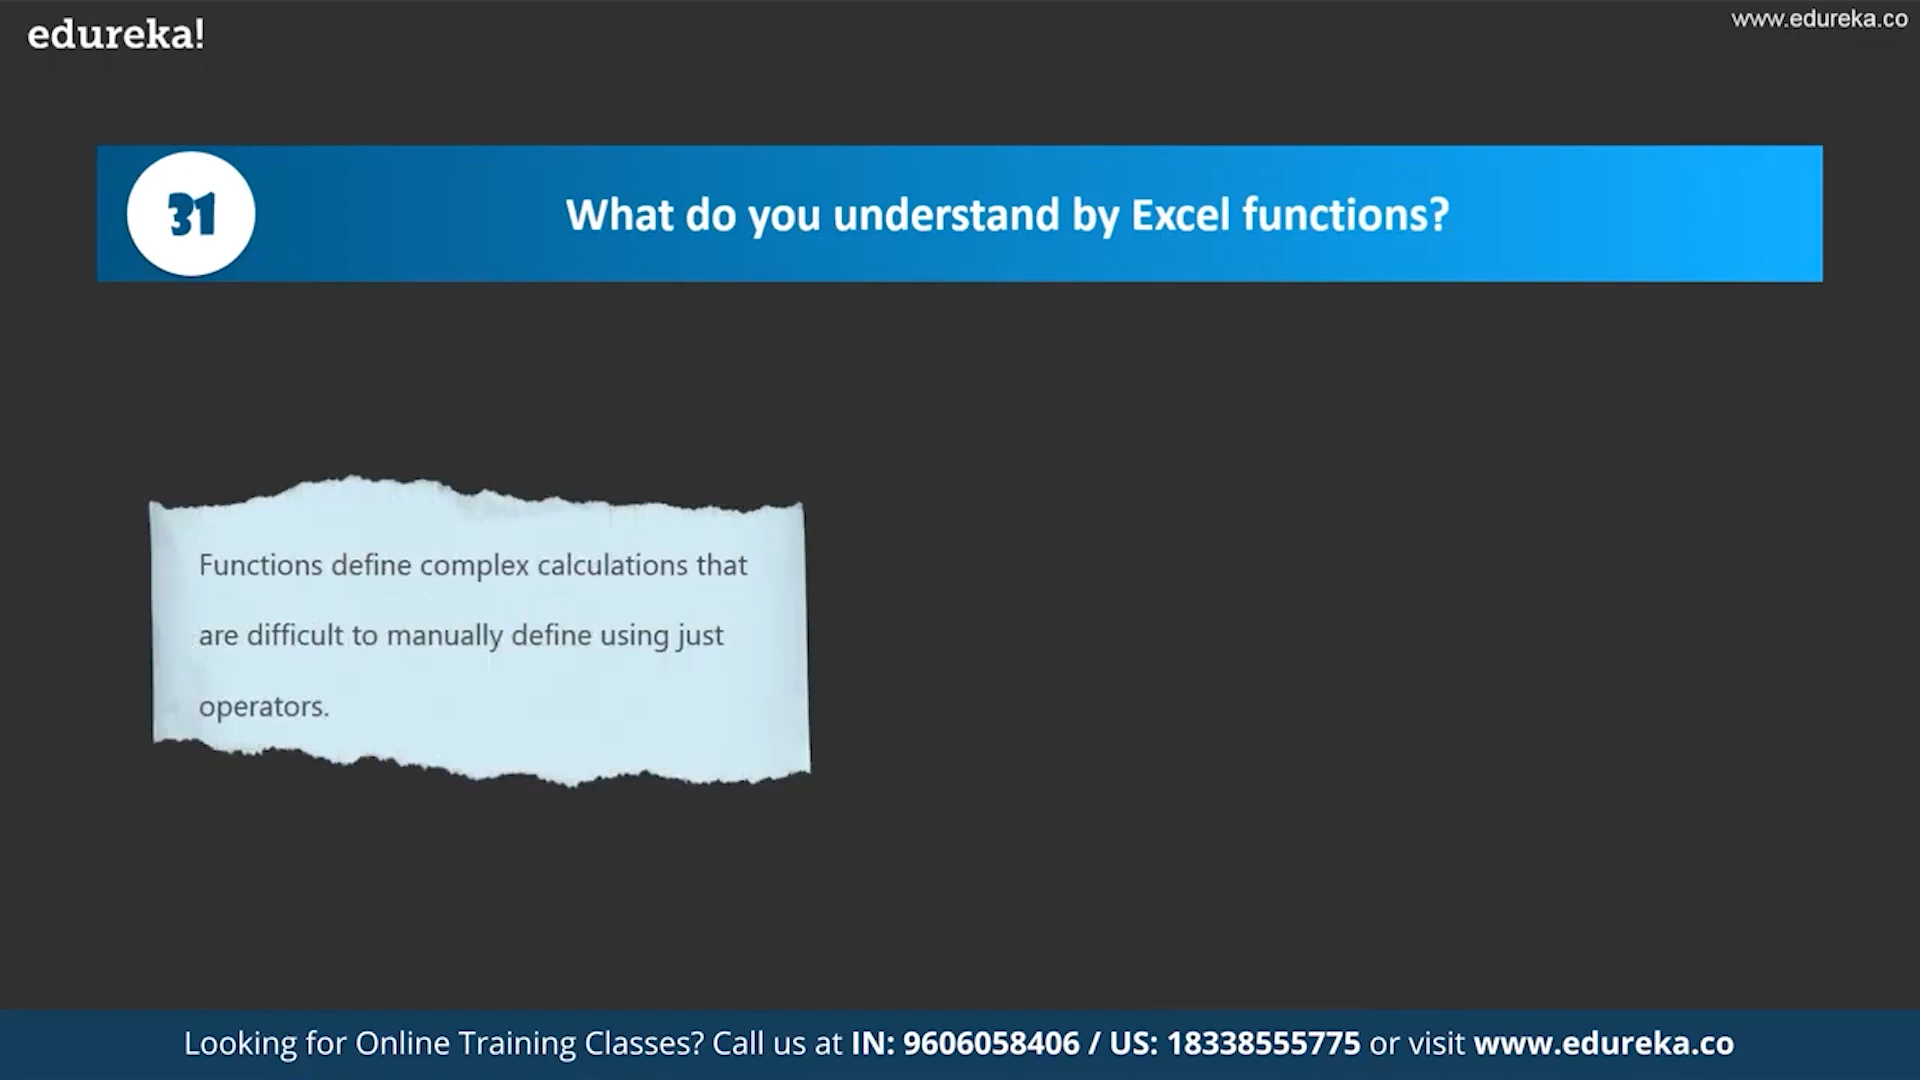 edureka!
www.edureka.co
31
What do you understand by Excel functions?
Functions define complex calculations that
are difficult to manually define using just
operators.
Looking for Online Training Classes? Call us at IN: 9606058406 / US: 18338555775 or visit www.edureka.co